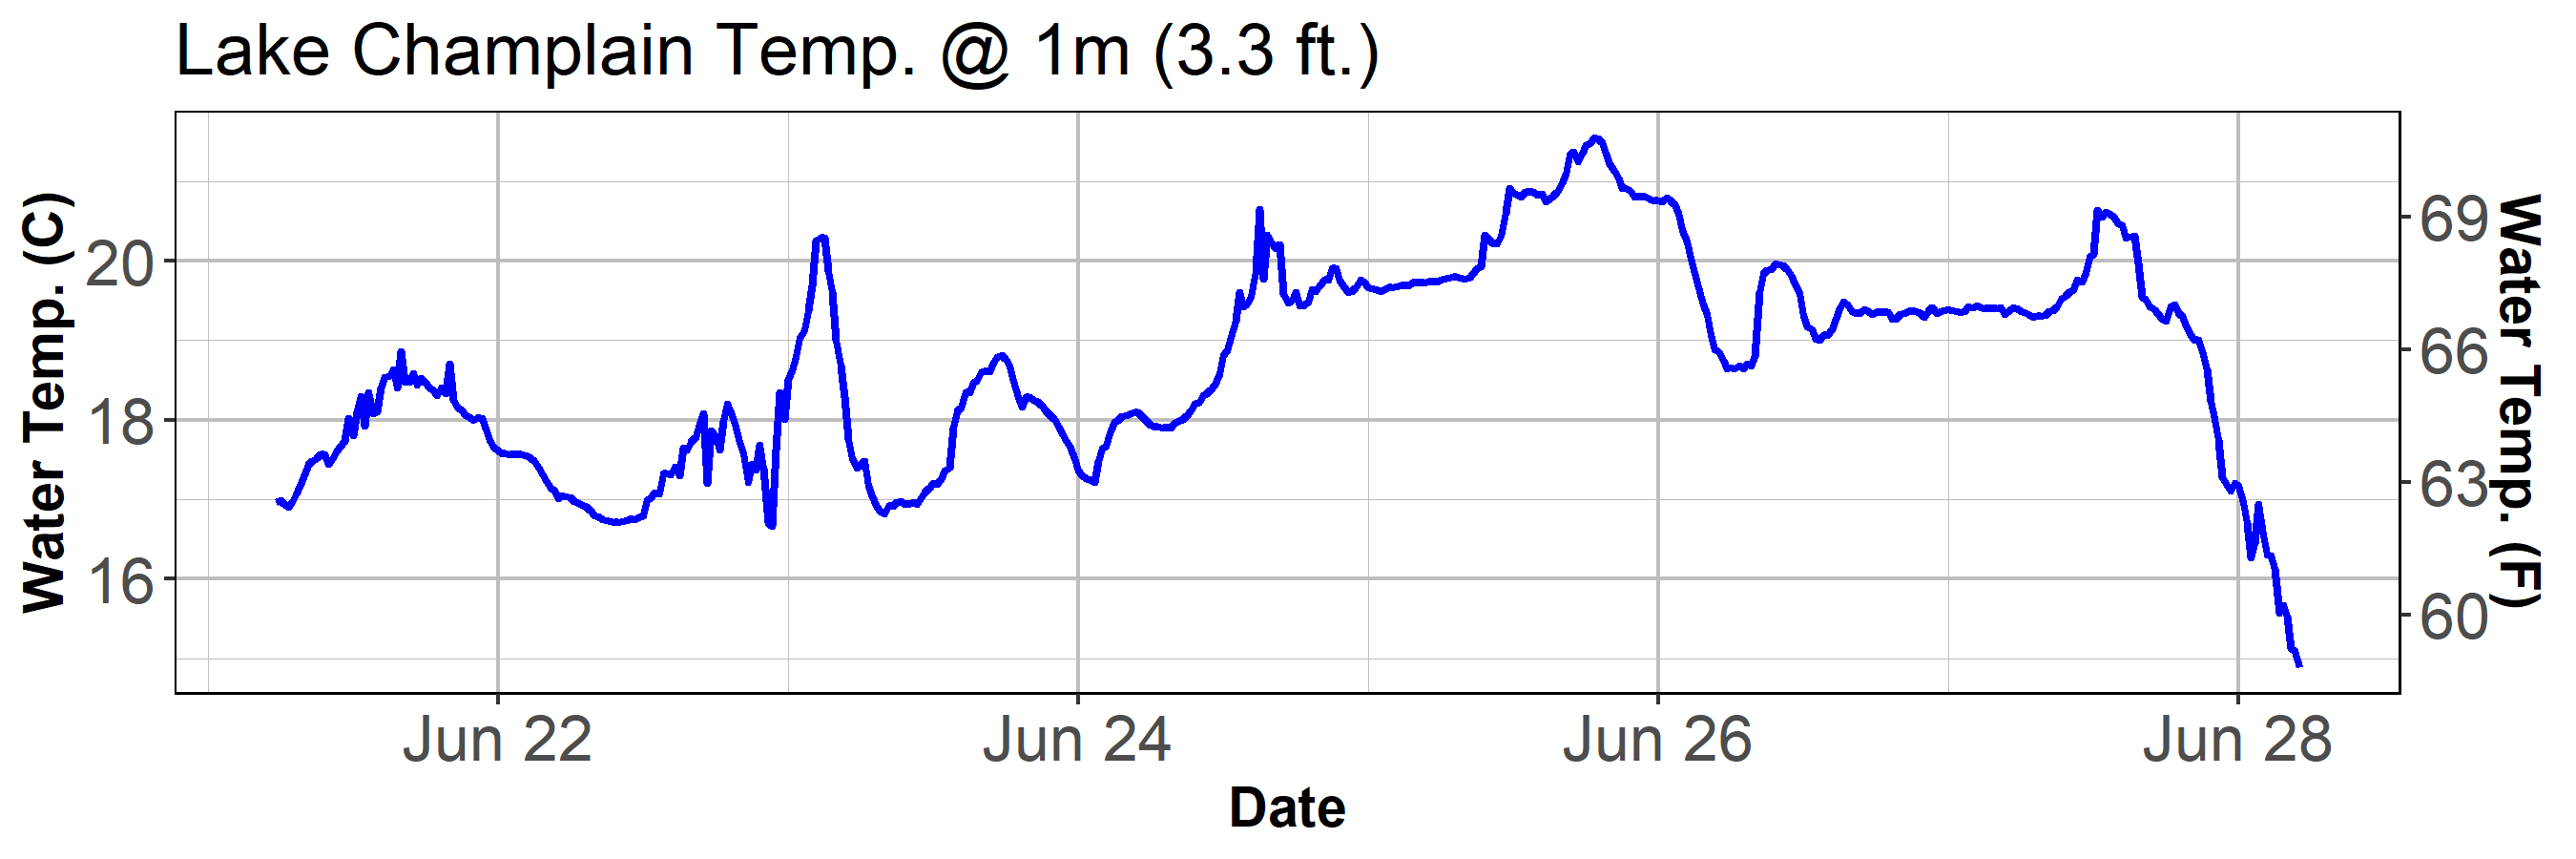 Lake Champlain Temp. @ 1m (3.3 ft.)
Water Temp. (C)
20
18
16
69
66
63
60
Water Temp. (F)
Jun 22
Jun 24
Jun 26
Jun 28
Date